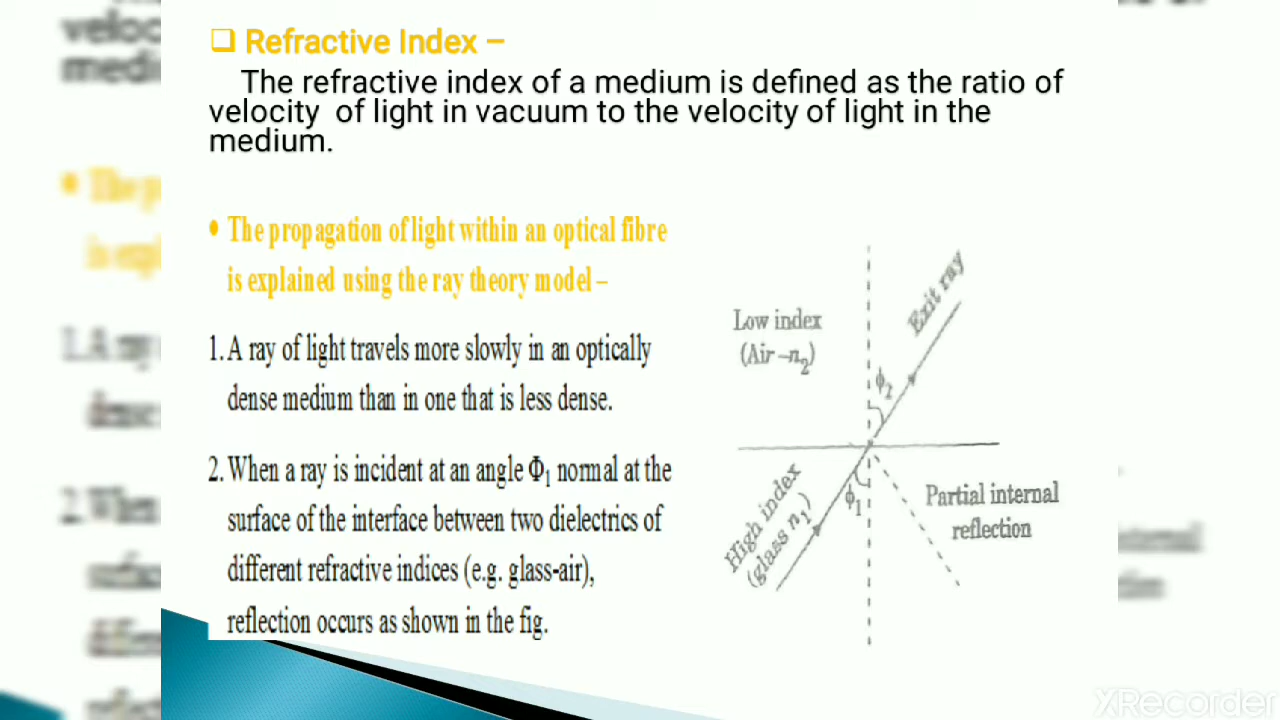 ❑ Refractive Index –
The refractive index of a medium is defined as the ratio of
velocity of light in vacuum to the velocity of light in the
medium.
• The propagation of light within an optical fibre
is explained using the ray theory model –
1. A ray of light travels more slowly in an optically
dense medium than in one that is less dense.
2. When a ray is incident at an angle Φ₁ normal at the
surface of the interface between two dielectrics of
different refractive indices (e.g. glass-air),
reflection occurs as shown in the fig.
Low index
(Air –n₂)
Exit ray
ϕ₂
High index
(glass n₁)
ϕ₁
Partial internal
reflection
XRecorder